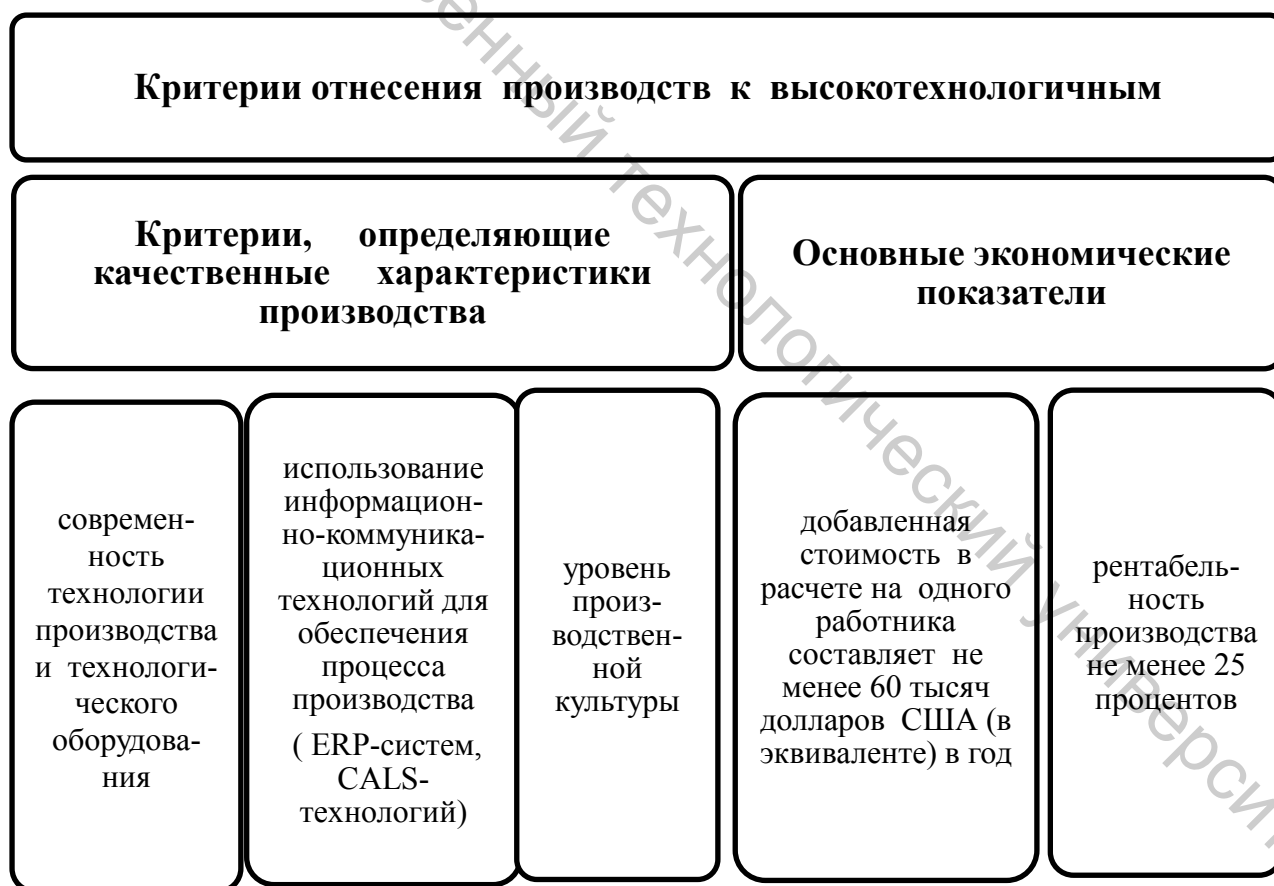 Критерии отнесения производств к высокотехнологичным
Критерии, определяющие
качественные характеристики
производства
Основные экономические
показатели
современ-
ность
технологии
производства
и технологи-
ческого
оборудова-
ния
использование
информацион-
но-коммуника-
ционных
технологий для
обеспечения
процесса
производства
( ERP-систем,
CALS-
технологий)
уровень
произ-
водствен-
ной
культуры
добавленная
стоимость в
расчете на одного
работника
составляет не
менее 60 тысяч
долларов США (в
эквиваленте) в год
рентабель-
ность
производства
не менее 25
процентов
технологический